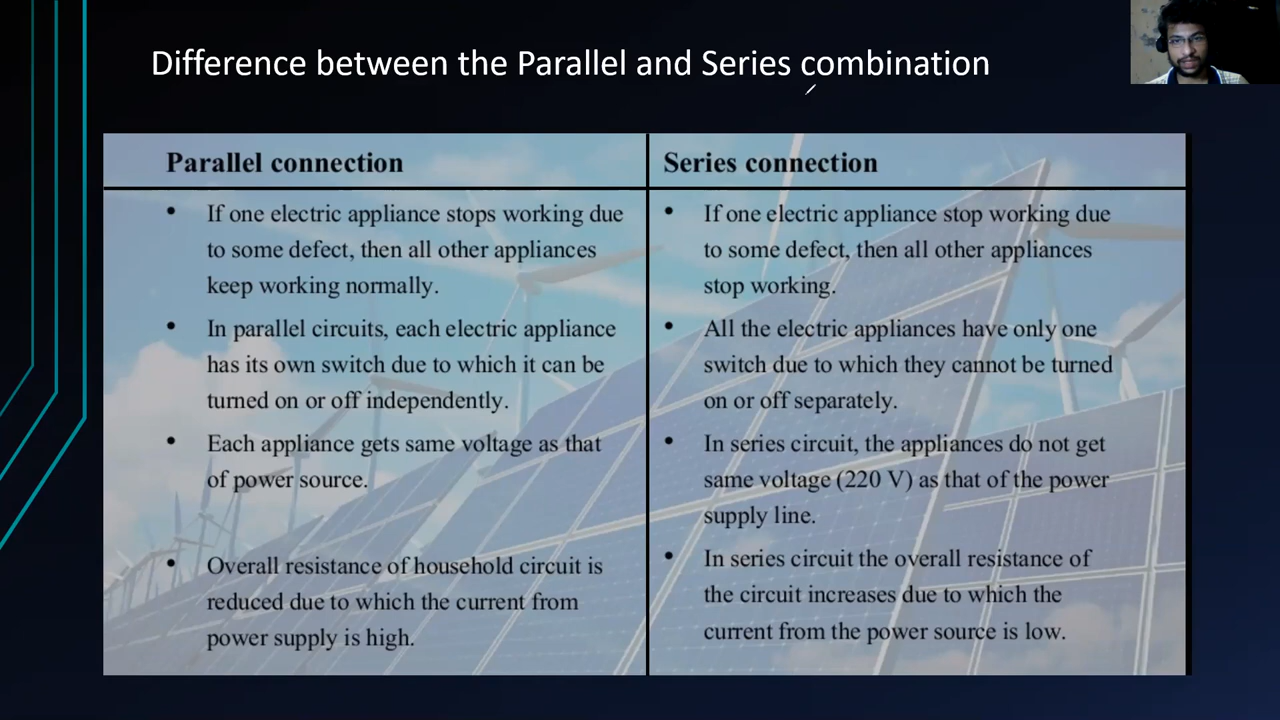 Difference between the Parallel and Series combination
Parallel connection
• If one electric appliance stops working due
to some defect, then all other appliances
keep working normally.
• In parallel circuits, each electric appliance
has its own switch due to which it can be
turned on or off independently.
• Each appliance gets same voltage as that
of power source.
• Overall resistance of household circuit is
reduced due to which the current from
power supply is high.
Series connection
• If one electric appliance stop working due
to some defect, then all other appliances
stop working.
• All the electric appliances have only one
switch due to which they cannot be turned
on or off separately.
• In series circuit, the appliances do not get
same voltage (220 V) as that of the power
supply line.
• In series circuit the overall resistance of
the circuit increases due to which the
current from the power source is low.